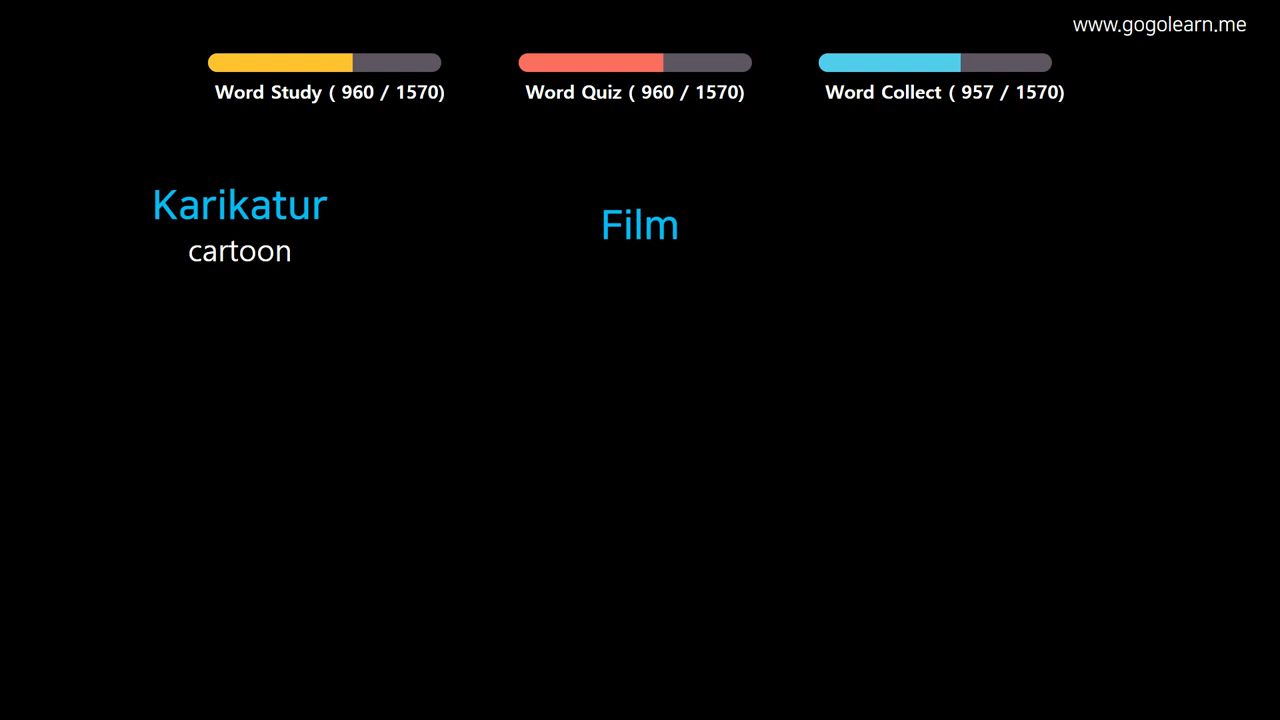 www.gogolearn.me
Word Study ( 960 / 1570)
Word Quiz ( 960 / 1570)
Word Collect ( 957 / 1570)
Karikatur
cartoon
Film